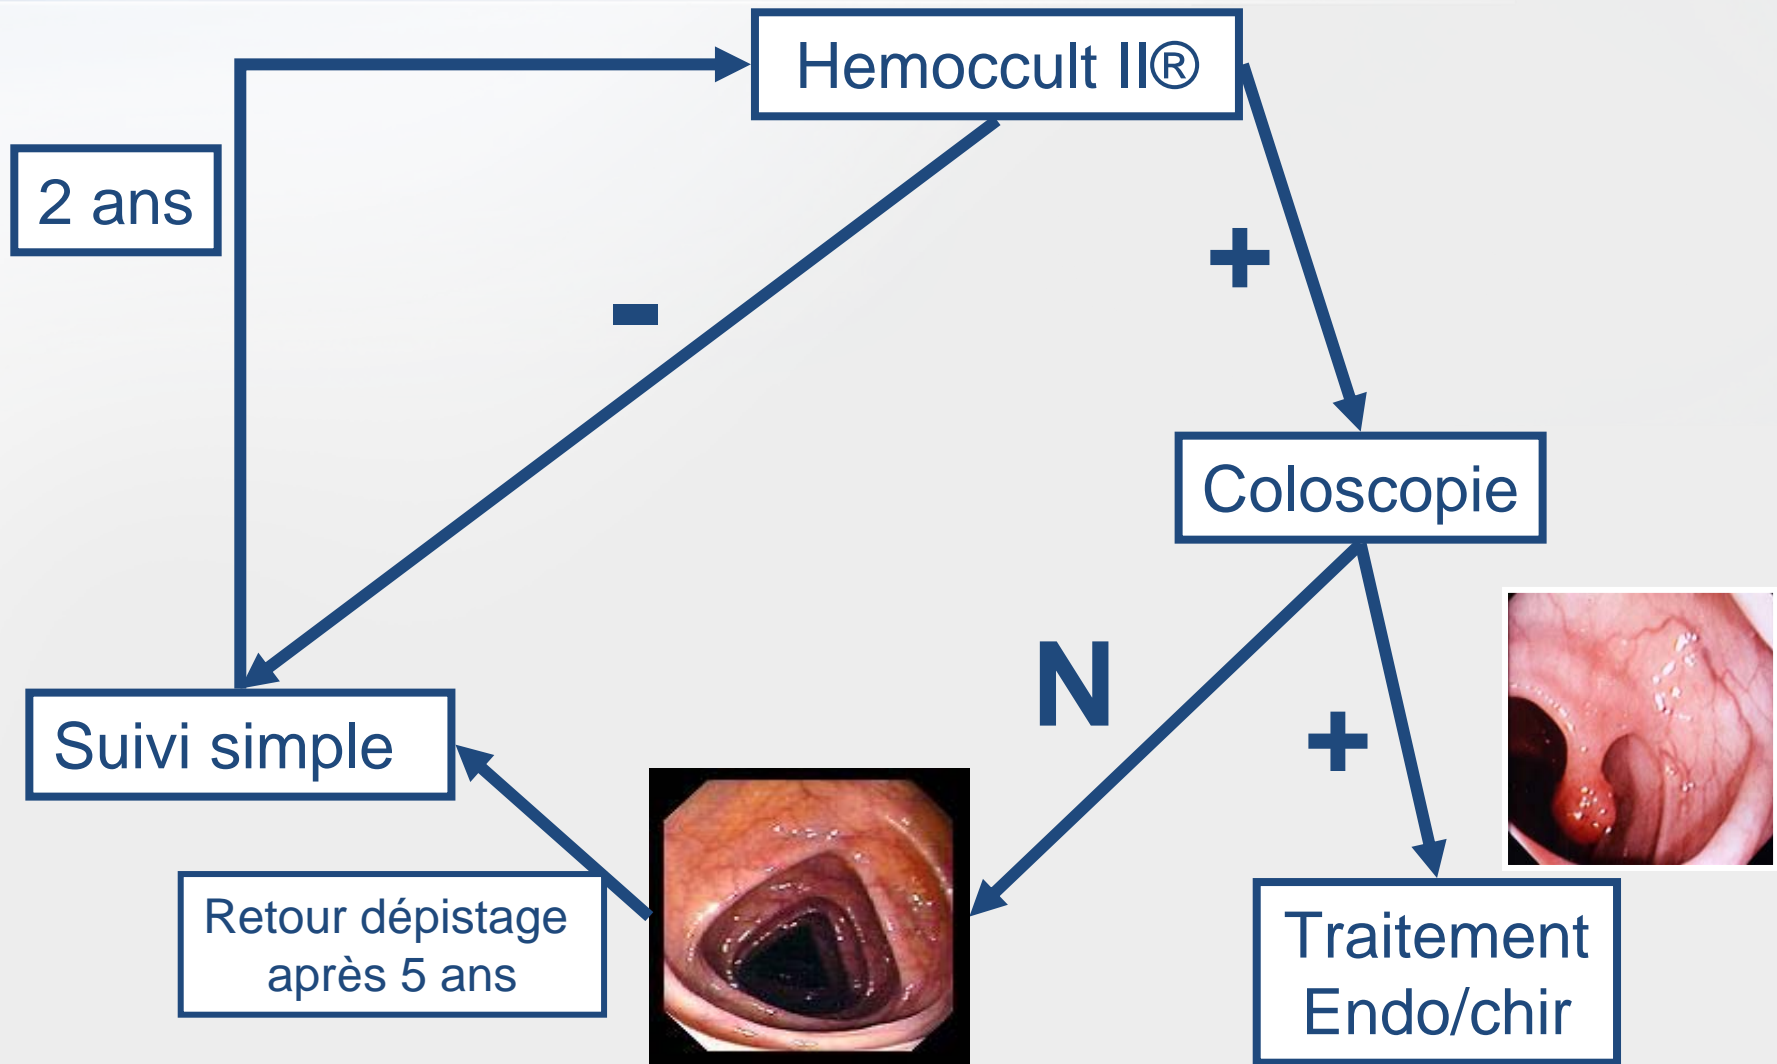 Hemoccult II®
2 ans
-
+
Coloscopie
N
+
Suivi simple
Retour dépistage
après 5 ans
Traitement
Endo/chir